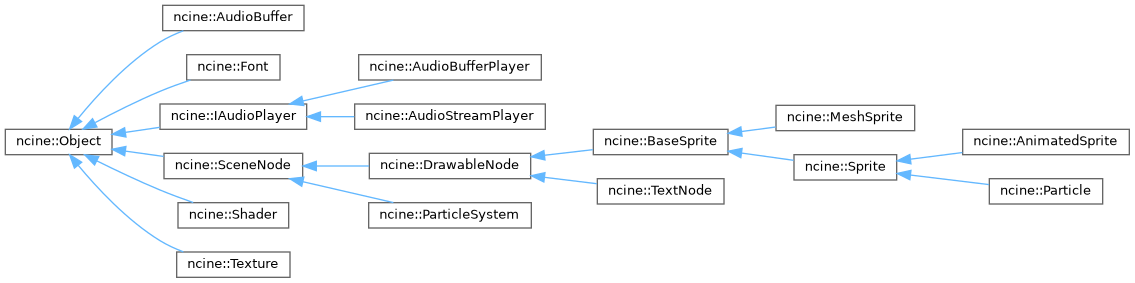 ncine::AudioBuffer
ncine::Font
ncine::AudioBufferPlayer
ncine::IAudioPlayer
ncine::AudioStreamPlayer
ncine::MeshSprite
ncine::Object
ncine::BaseSprite
ncine::AnimatedSprite
ncine::SceneNode
ncine::DrawableNode
ncine::Sprite
ncine::TextNode
ncine::Particle
ncine::Shader
ncine::ParticleSystem
ncine::Texture